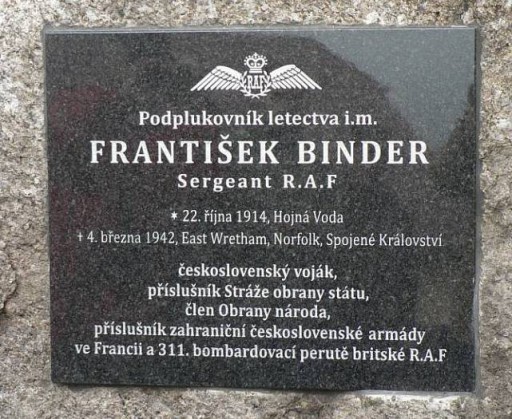 RAF
Podplukovník letectva i.m.
FRANTIŠEK BINDER
Sergeant R.A.F
* 22. října 1914, Hojná Voda
† 4. března 1942, East Wretham, Norfolk, Spojené Království
československý voják,
příslušník Stráže obrany státu,
člen Obrany národa,
příslušník zahraniční československé armády
ve Francii a 311. bombardovací perutě britské R.A.F